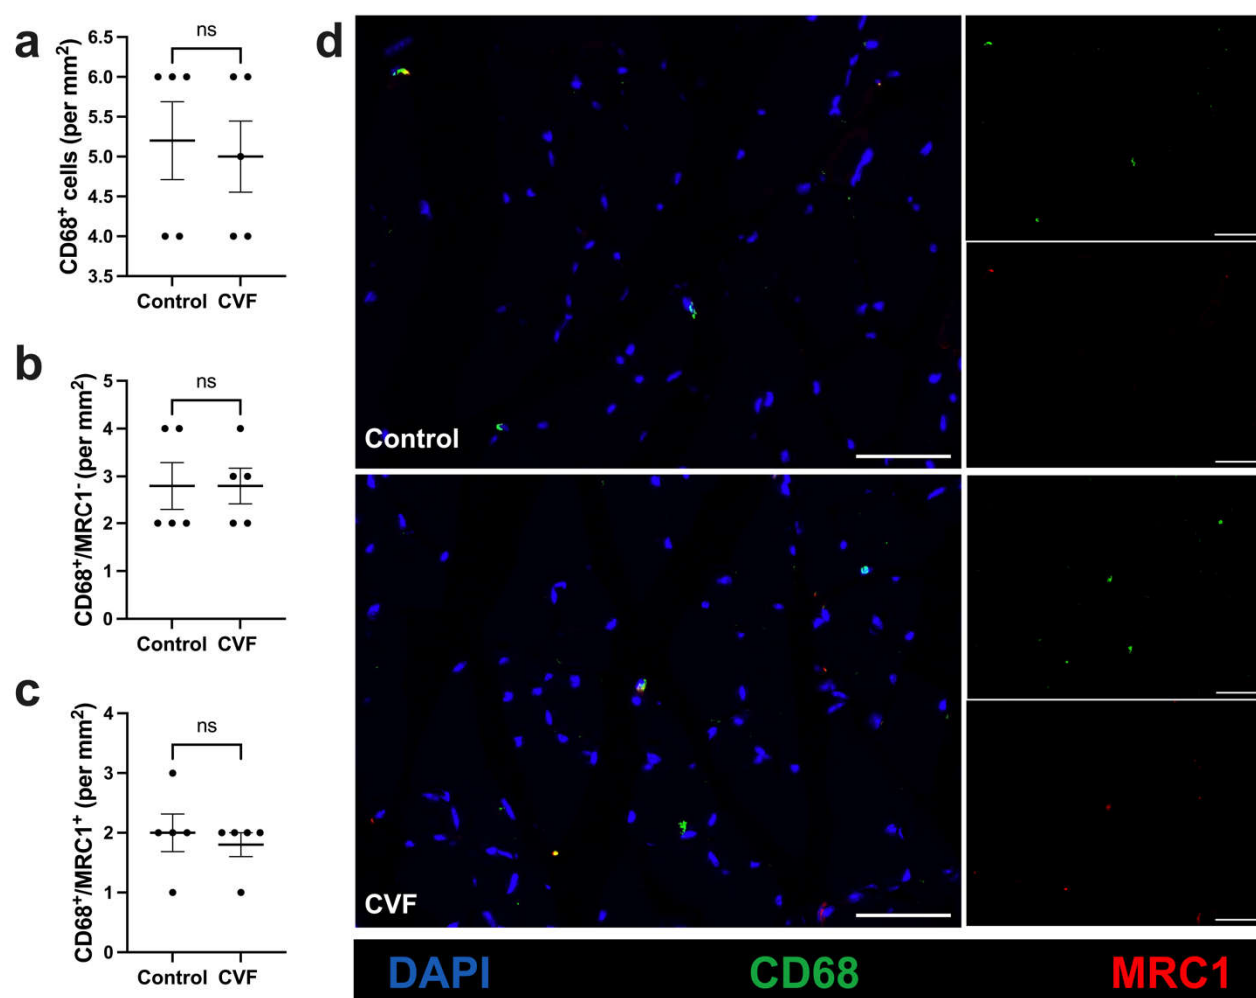 a
ns
CD68⁺ cells (per mm²)
6.5
6.0
5.5
5.0
4.5
4.0
3.5
Control CVF
b
ns
CD68⁺/MRC1⁻ (per mm²)
5
4
3
2
1
0
Control CVF
c
ns
CD68⁺/MRC1⁺ (per mm²)
4
3
2
1
0
Control CVF
d
Control
CVF
DAPI CD68 MRC1